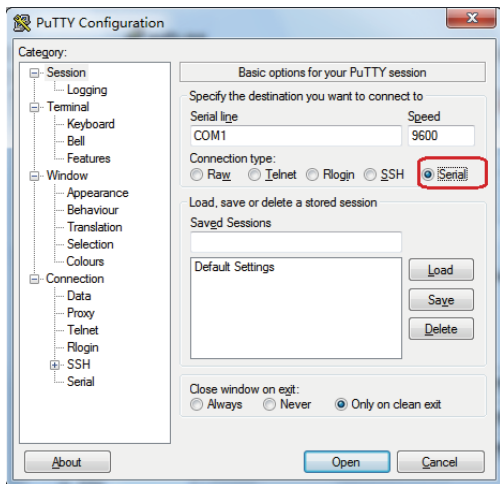 PuTTY Configuration
Category:
Session
Logging
Terminal
Keyboard
Bell
Features
Window
Appearance
Behaviour
Translation
Selection
Colours
Connection
Data
Proxy
Telnet
Rlogin
SSH
Serial
Basic options for your PuTTY session
Specify the destination you want to connect to
Serial line Speed
COM1 9600
Connection type:
Raw Telnet Rlogin SSH Serial
Load, save or delete a stored session
Saved Sessions
Default Settings
Load
Save
Delete
Close window on exit:
Always Never Only on clean exit
About Open Cancel